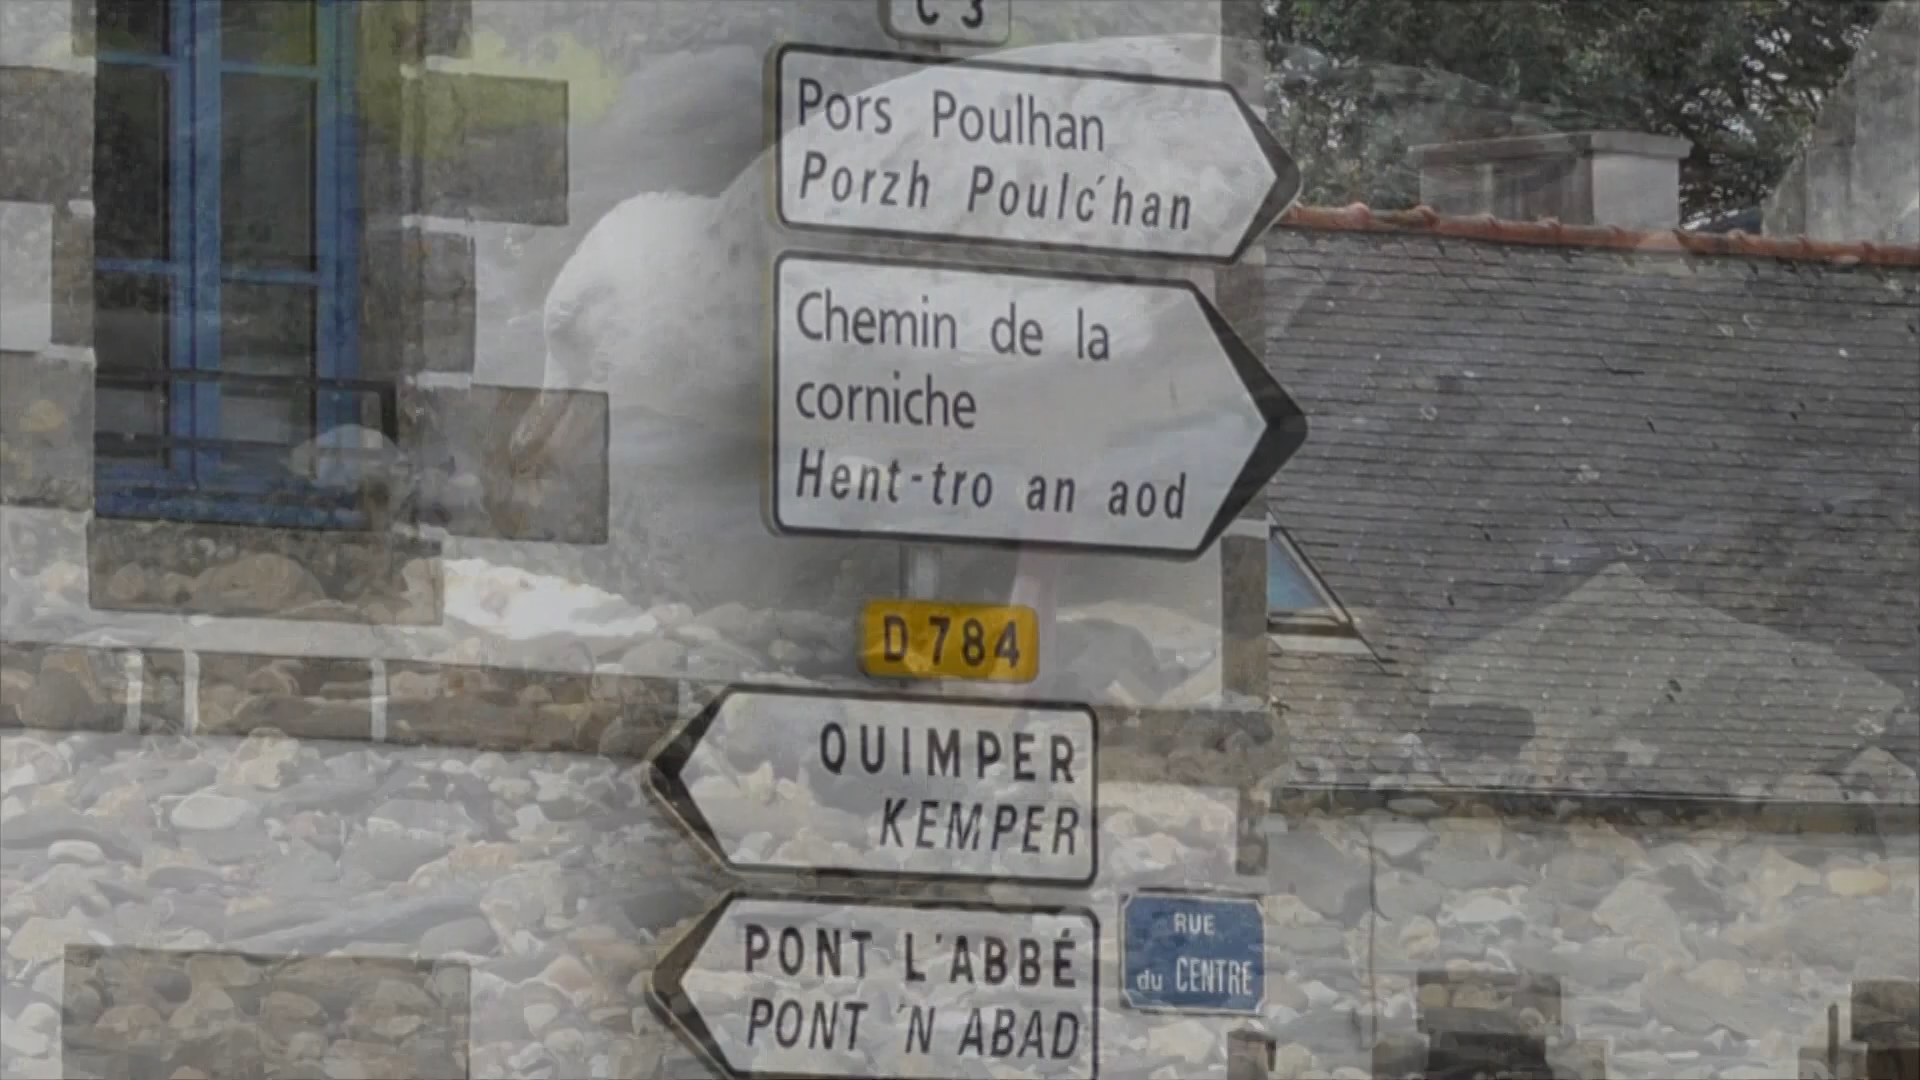 C 3
Pors Poulhan
Porzh Poulc'han
Chemin de la
corniche
Hent-tro an aod
D 784
QUIMPER
KEMPER
PONT L'ABBÉ
PONT 'N ABAD
RUE
du CENTRE